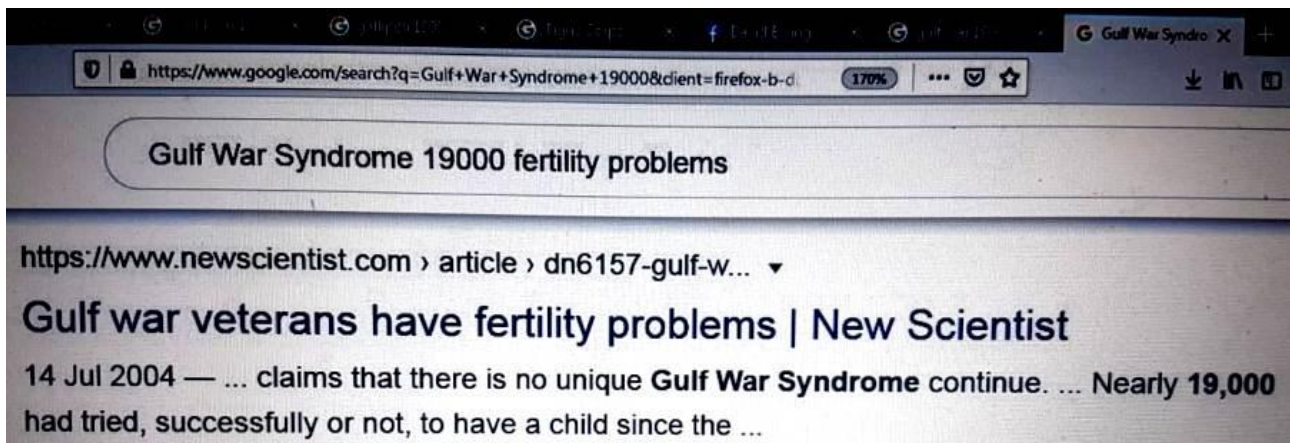 G Gull War Syndro X +
https://www.google.com/search?q=Gulf+War+Syndrome+19000&client=firefox-b-d 170% ...
Gulf War Syndrome 19000 fertility problems
https://www.newscientist.com › article › dn6157-gulf-w... ▾
Gulf war veterans have fertility problems | New Scientist
14 Jul 2004 — ... claims that there is no unique Gulf War Syndrome continue. ... Nearly 19,000
had tried, successfully or not, to have a child since the ...